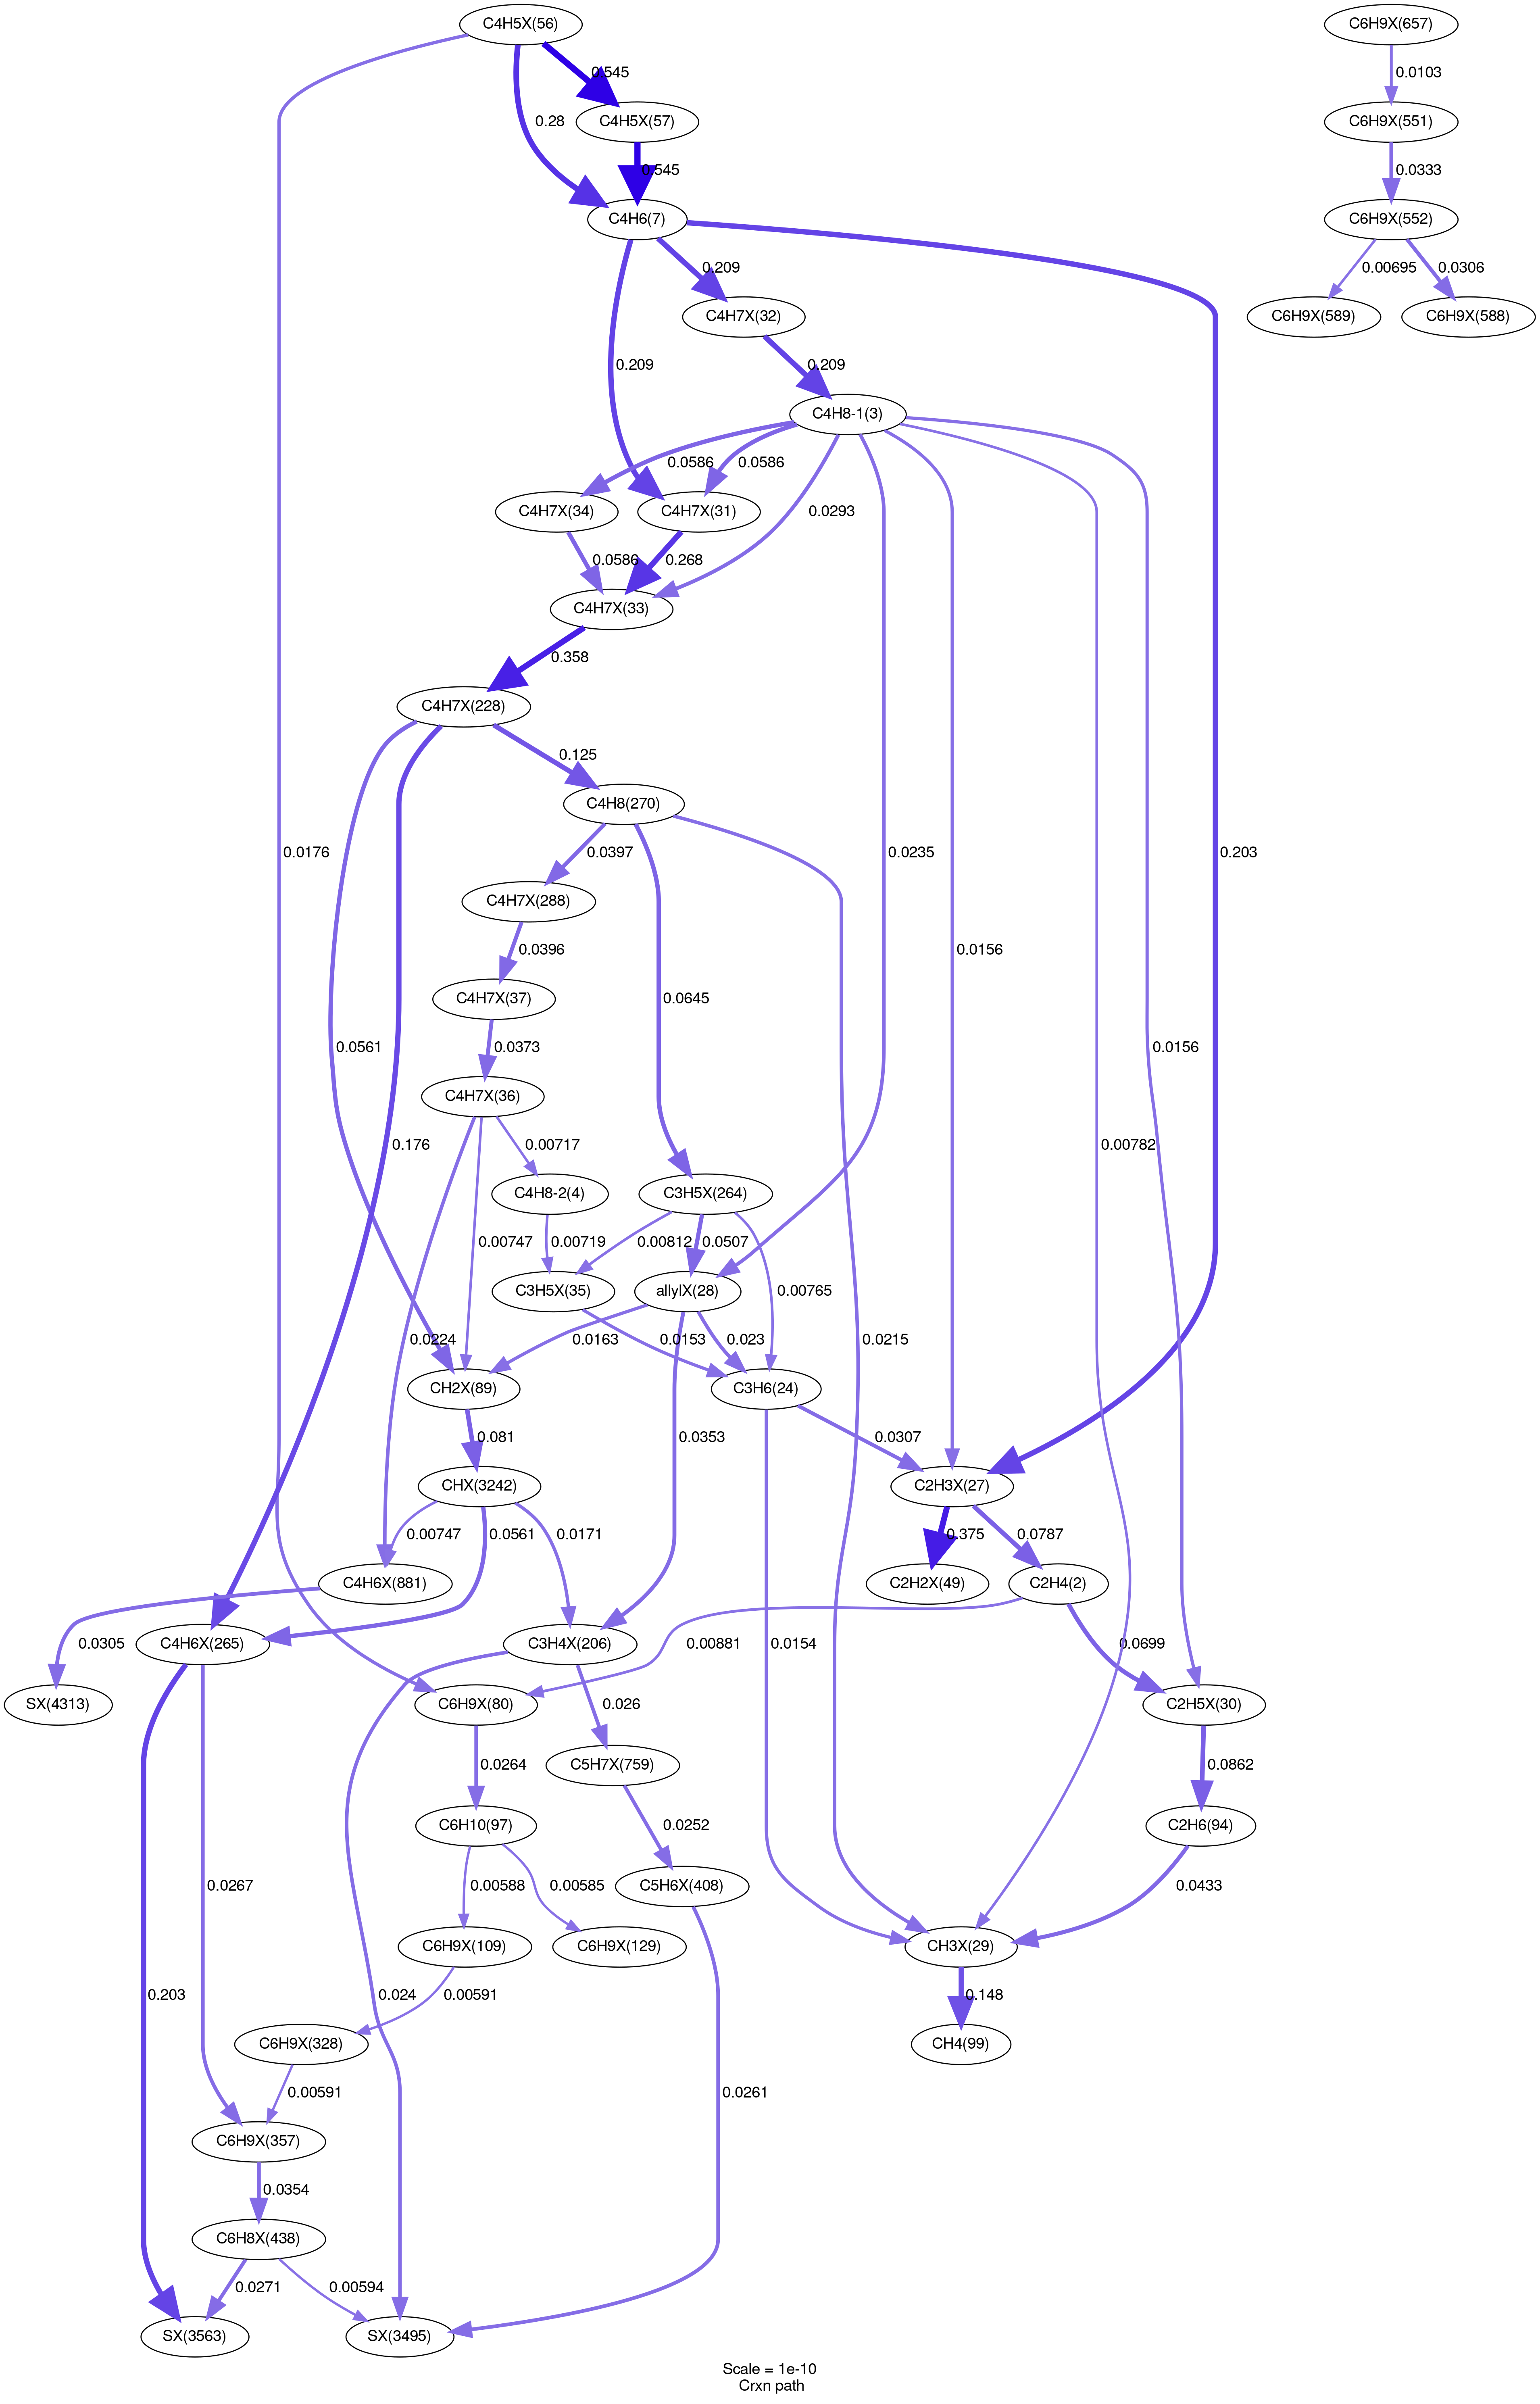 C4H5X(56)
C6H9X(657)
0.545
0.0103
C4H5X(57)
C6H9X(551)
0.28
0.545
0.0333
C4H6(7)
C6H9X(552)
0.209
0.00695
0.0306
C4H7X(32)
C6H9X(589)
C6H9X(588)
0.209
0.209
C4H8-1(3)
0.0586
0.0586
C4H7X(34)
C4H7X(31)
0.0293
0.0586
0.268
C4H7X(33)
0.358
C4H7X(228)
0.125
C4H8(270)
0.0176
0.0397
0.0235
0.203
C4H7X(288)
0.0396
0.0156
C4H7X(37)
0.0645
0.0561
0.0373
0.0156
C4H7X(36)
0.176
0.00717
0.00782
C4H8-2(4)
C3H5X(264)
0.00747
0.00719
0.00812
0.0507
C3H5X(35)
allylX(28)
0.00765
0.0224
0.0163
0.0153
0.023
0.0215
CH2X(89)
C3H6(24)
0.081
0.0353
0.0307
CHX(3242)
C2H3X(27)
0.00747
0.0561
0.0171
0.375
0.0787
C4H6X(881)
C2H2X(49)
C2H4(2)
0.0305
C4H6X(265)
C3H4X(206)
0.00881
0.0154
0.0699
SX(4313)
C6H9X(80)
0.026
C2H5X(30)
0.0264
C5H7X(759)
0.0862
C6H10(97)
0.0252
C2H6(94)
0.0267
0.00588
0.00585
C5H6X(408)
0.0433
C6H9X(109)
C6H9X(129)
CH3X(29)
0.203
0.024
0.00591
0.148
C6H9X(328)
CH4(99)
0.00591
0.0261
C6H9X(357)
0.0354
C6H8X(438)
0.0271
0.00594
SX(3563)
SX(3495)
Scale = 1e-10
Crxn path